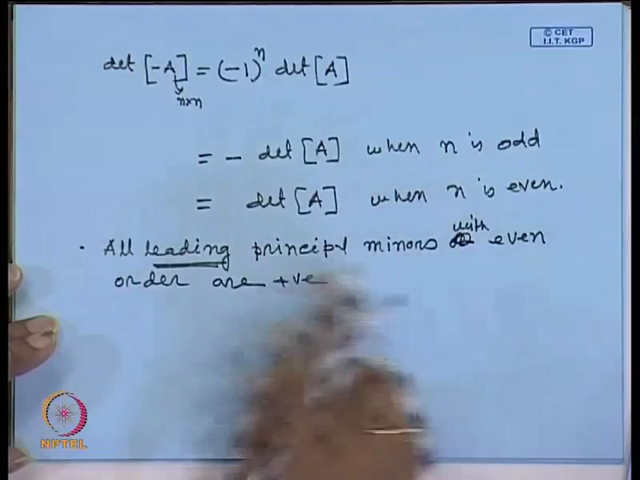 © CET
I.I.T. KGP
det [-A] = (-1)^n det [A]
n×n
= - det [A] when n is odd
= det [A] when n is even.
· All leading principl minors with even
order are +ve
NPTEL